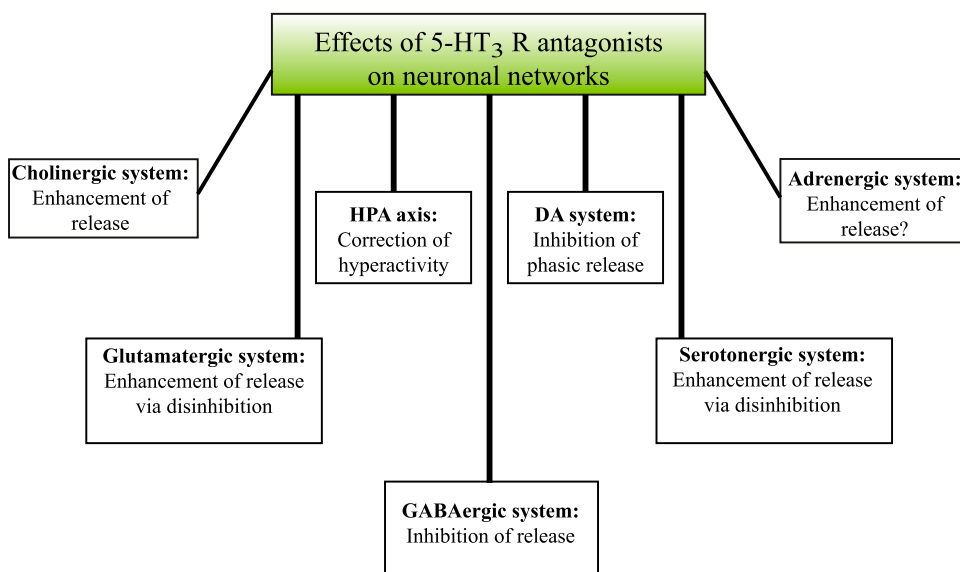 Effects of 5-HT₃ R antagonists
on neuronal networks
Cholinergic system:
Enhancement of
release
HPA axis:
Correction of
hyperactivity
DA system:
Inhibition of
phasic release
Adrenergic system:
Enhancement of
release?
Glutamatergic system:
Enhancement of release
via disinhibition
Serotonergic system:
Enhancement of release
via disinhibition
GABAergic system:
Inhibition of release